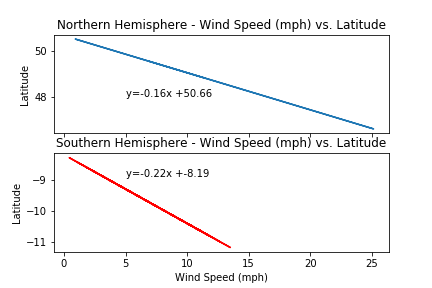 Northern Hemisphere - Wind Speed (mph) vs. Latitude
50
48
Latitude
y=-0.16x +50.66
Southern Hemisphere - Wind Speed (mph) vs. Latitude
−9
−10
−11
Latitude
y=-0.22x +-8.19
0 5 10 15 20 25
Wind Speed (mph)